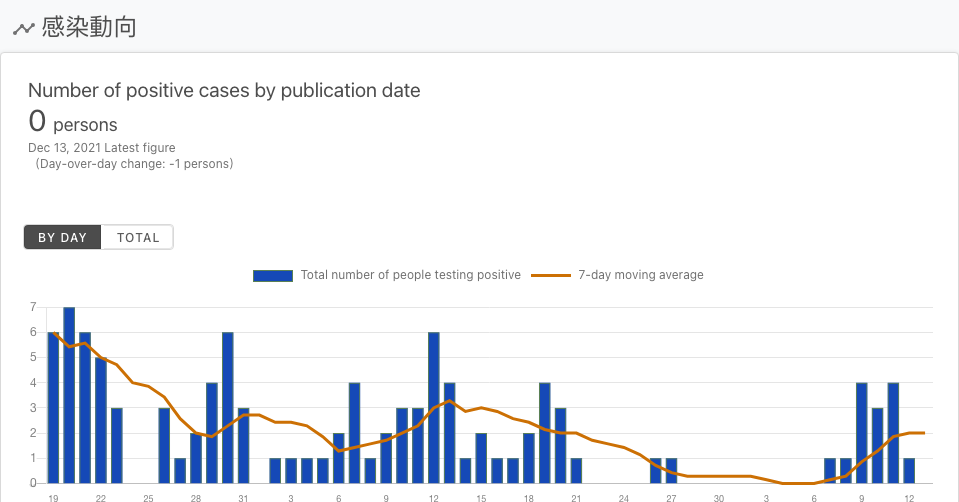 感染動向
Number of positive cases by publication date
0 persons
Dec 13, 2021 Latest figure
(Day-over-day change: -1 persons)
BY DAY TOTAL
Total number of people testing positive 7-day moving average
7
6
5
4
3
2
1
0
19 22 25 28 31 3 6 9 12 15 18 21 24 27 30 3 6 9 12